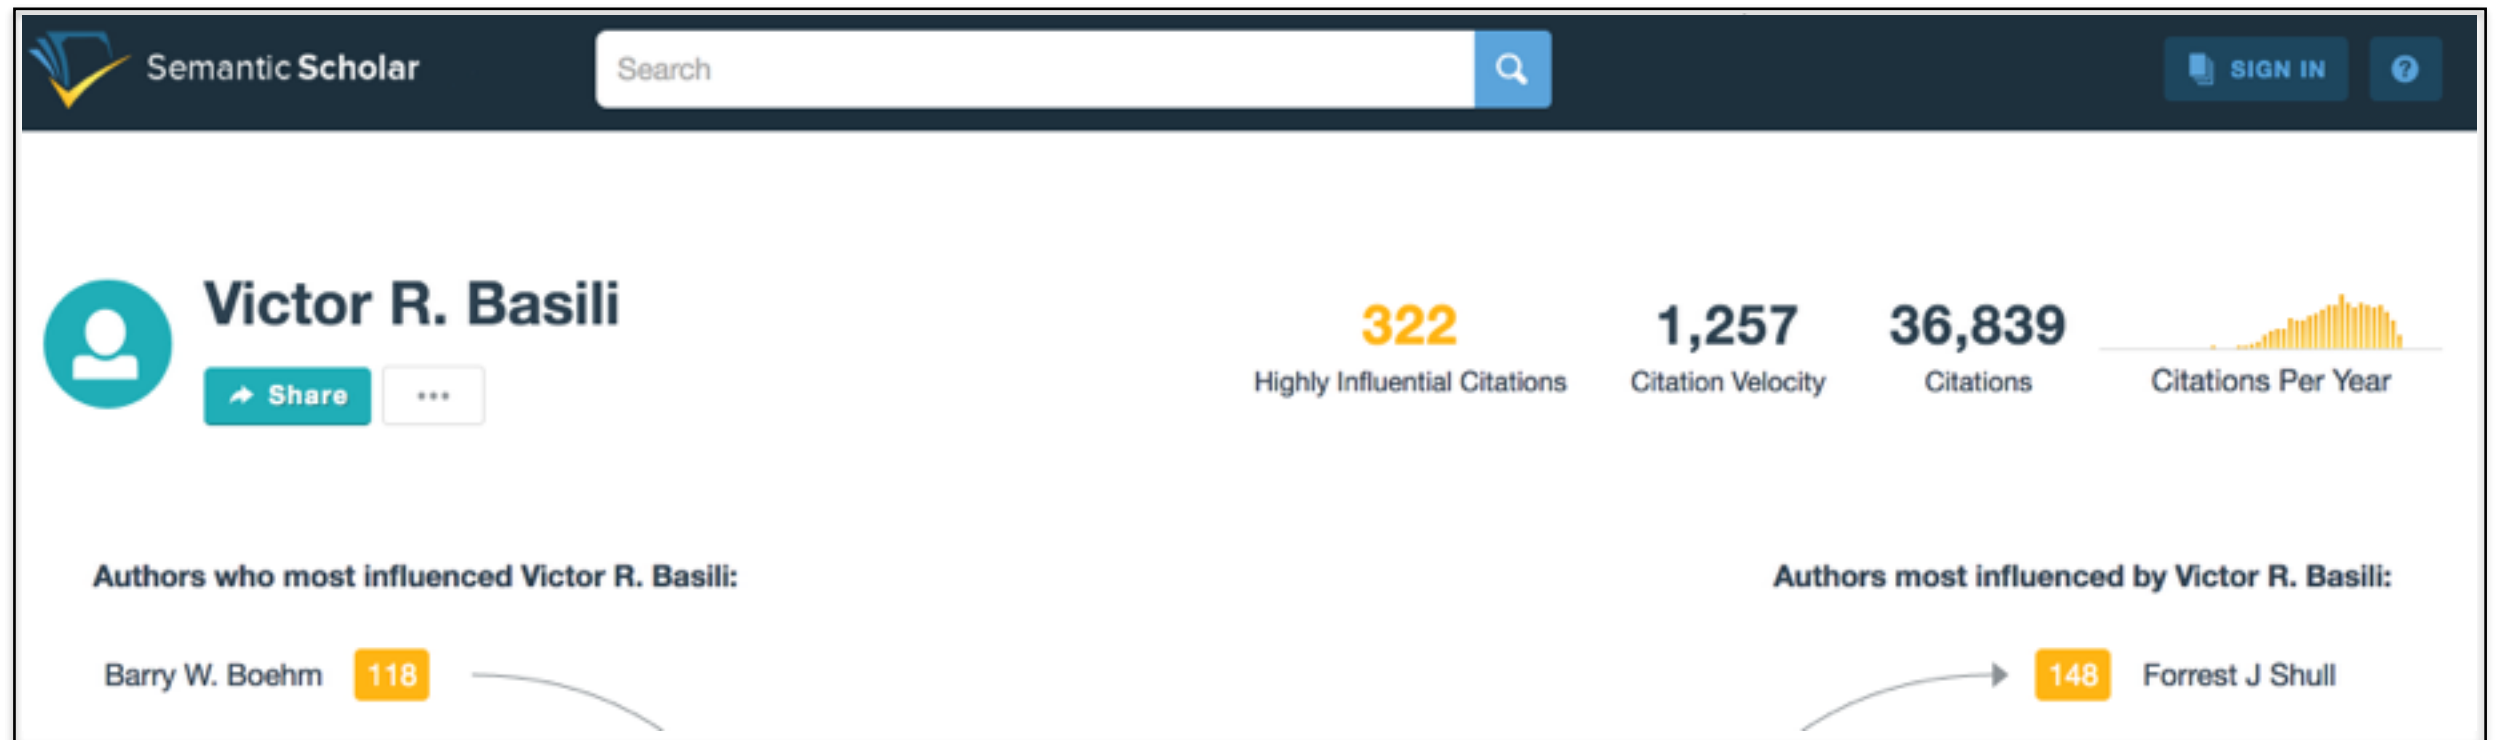 Semantic Scholar
Search
SIGN IN
?
Victor R. Basili
Share
...
322
Highly Influential Citations
1,257
Citation Velocity
36,839
Citations
Citations Per Year
Authors who most influenced Victor R. Basili:
Authors most influenced by Victor R. Basili:
Barry W. Boehm 118
148 Forrest J Shull